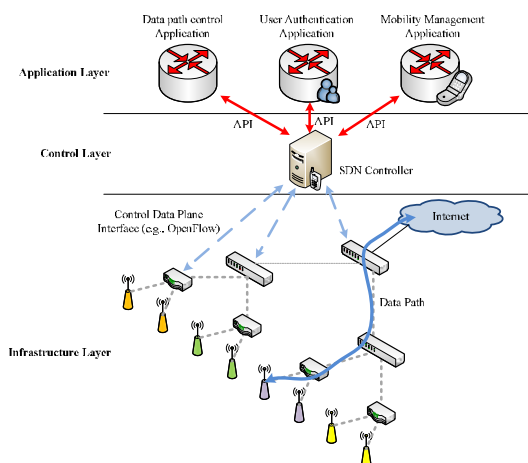 Data path control
Application
User Authentication
Application
Mobility Management
Application
Application Layer
API
API
API
Control Layer
SDN Controller
Control Data Plane
Interface (e.g., OpenFlow)
Internet
Data Path
Infrastructure Layer